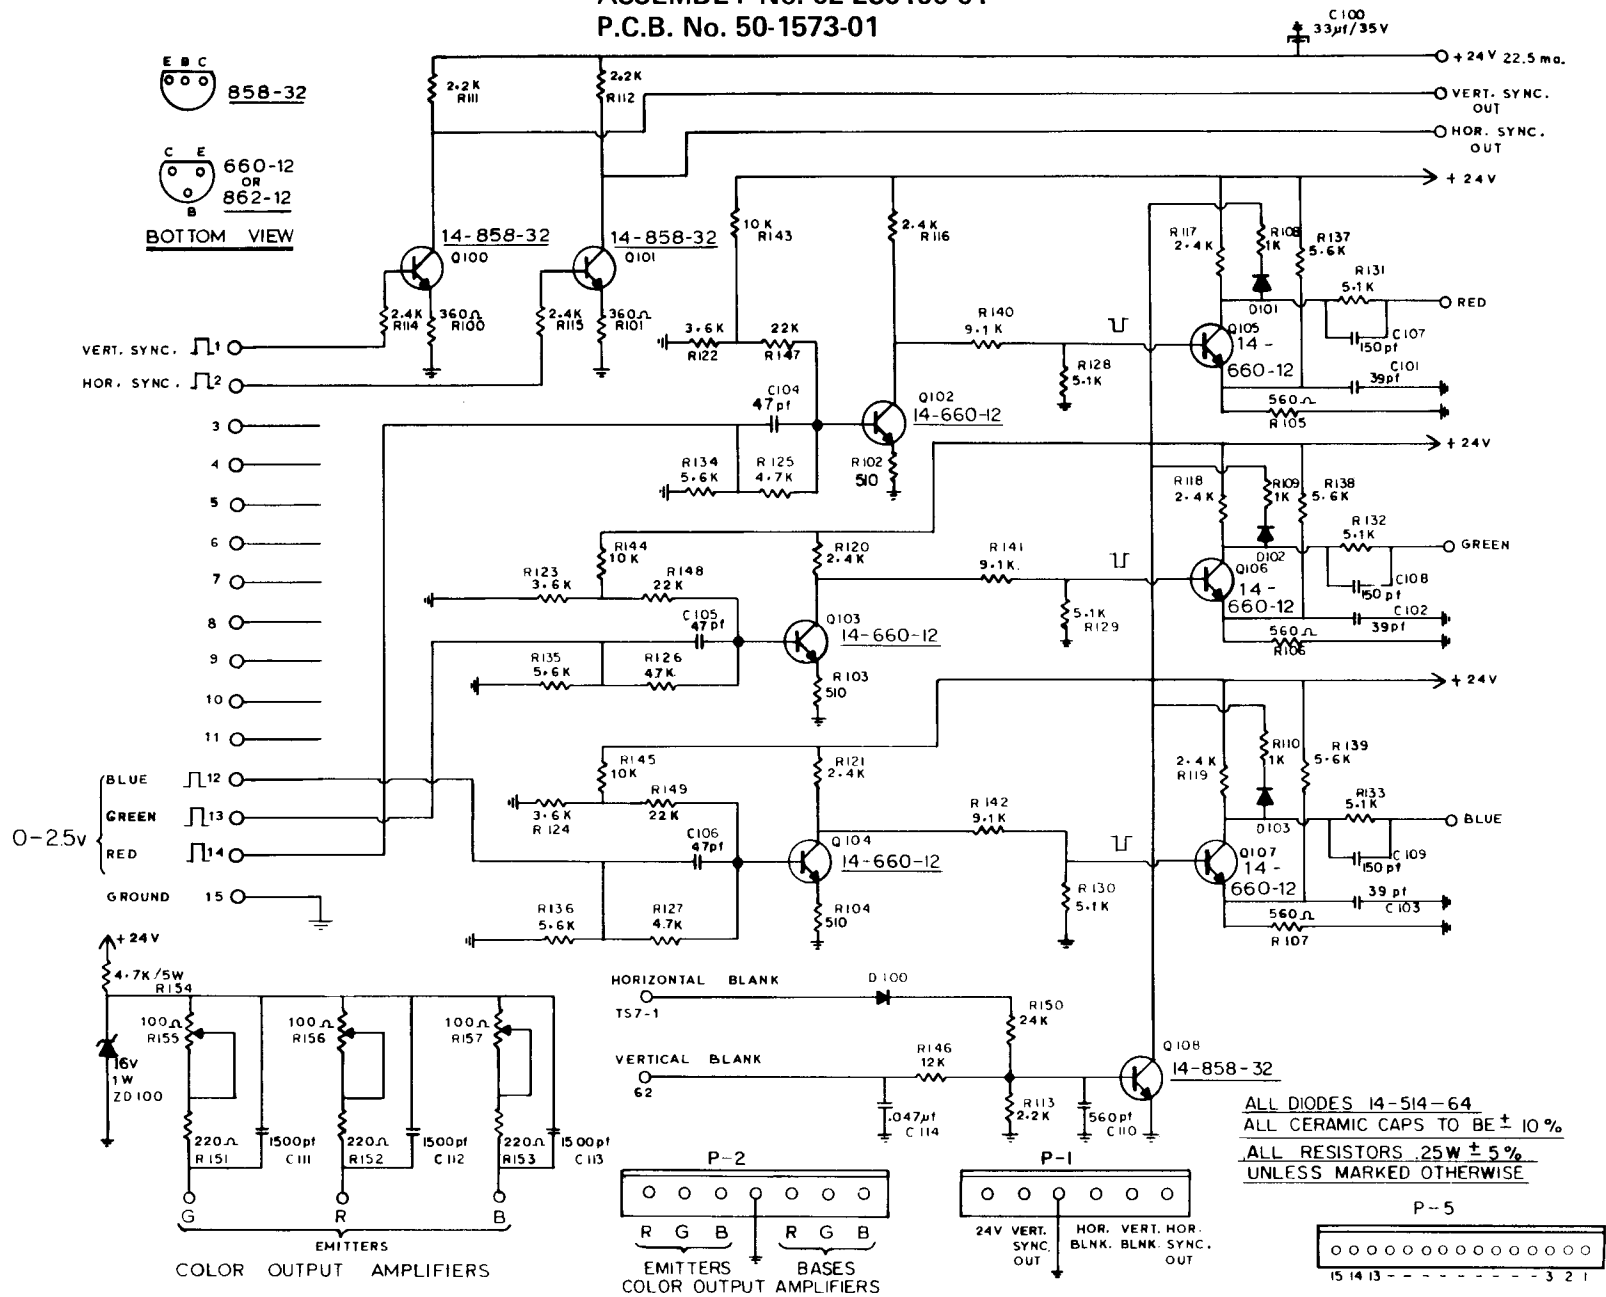 P.C.B. No. 50-1573-01
C100
33µf/35V
+24V 22.5 ma.
VERT. SYNC.
OUT
HOR. SYNC.
OUT
E B C
858-32
C E
660-12
OR
862-12
B
BOTTOM VIEW
2.2K
R111
2.2K
R112
14-858-32
Q100
14-858-32
Q101
2.4K
R114
360Ω
R100
2.4K
R115
360Ω
R101
VERT. SYNC. 1
HOR. SYNC. 2
3
4
5
6
7
8
9
10
11
BLUE 12
GREEN 13
RED 14
0-2.5v
GROUND 15
+24V
10K
R143
2.4K
R116
3.6K
R122
22K
R147
C104
47pf
Q102
14-660-12
R134
5.6K
R125
4.7K
R102
510
R140
9.1K
R128
5.1K
R117
2.4K
R108
1K
R137
5.6K
R131
5.1K
D101
RED
Q105
14-
660-12
C107
150pf
C101
39pf
560Ω
R105
+24V
R144
10K
R120
2.4K
R123
3.6K
R148
22K
C105
47pf
Q103
14-660-12
R135
5.6K
R126
47K
R103
510
R141
9.1K.
5.1K
R129
R118
2.4K
R109
1K
R138
5.6K
R132
5.1K
D102
GREEN
Q106
14-
660-12
C108
150pf
C102
39pf
560Ω
R106
+24V
R145
10K
R121
2.4K
R149
22K
3.6K
R124
C106
47pf
Q104
14-660-12
R136
5.6K
R127
4.7K
R104
510
R142
9.1K
R130
5.1K
2.4K
R119
R110
1K
R139
5.6K
R133
5.1K
D103
BLUE
Q107
14-
660-12
C109
150pf
39pf
C103
560Ω
R107
+24V
4.7K/5W
R154
16V
1W
ZD100
100Ω
R155
100Ω
R156
100Ω
R157
220Ω
R151
1500pf
C111
220Ω
R152
1500pf
C112
220Ω
R153
1500pf
C113
G R B
EMITTERS
COLOR OUTPUT AMPLIFIERS
HORIZONTAL BLANK
TS7-1
D100
R150
24K
VERTICAL BLANK
62
R146
12K
Q108
14-858-32
.047µf
C114
R113
2.2K
560pf
C110
ALL DIODES 14-514-64
ALL CERAMIC CAPS TO BE ± 10%
ALL RESISTORS .25W ± 5%
UNLESS MARKED OTHERWISE
P-2
R G B R G B
EMITTERS BASES
COLOR OUTPUT AMPLIFIERS
P-1
24V VERT. HOR. VERT. HOR.
SYNC. BLNK. BLNK. SYNC.
OUT OUT
P-5
15 14 13 - - - - - - - - - 3 2 1